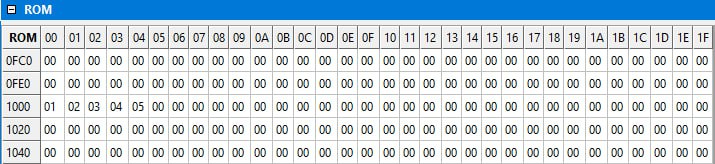 ROM
ROM 00 01 02 03 04 05 06 07 08 09 0A 0B 0C 0D 0E 0F 10 11 12 13 14 15 16 17 18 19 1A 1B 1C 1D 1E 1F
0FC0 00 00 00 00 00 00 00 00 00 00 00 00 00 00 00 00 00 00 00 00 00 00 00 00 00 00 00 00 00 00 00 00
0FE0 00 00 00 00 00 00 00 00 00 00 00 00 00 00 00 00 00 00 00 00 00 00 00 00 00 00 00 00 00 00 00 00
1000 01 02 03 04 05 00 00 00 00 00 00 00 00 00 00 00 00 00 00 00 00 00 00 00 00 00 00 00 00 00 00 00
1020 00 00 00 00 00 00 00 00 00 00 00 00 00 00 00 00 00 00 00 00 00 00 00 00 00 00 00 00 00 00 00 00
1040 00 00 00 00 00 00 00 00 00 00 00 00 00 00 00 00 00 00 00 00 00 00 00 00 00 00 00 00 00 00 00 00